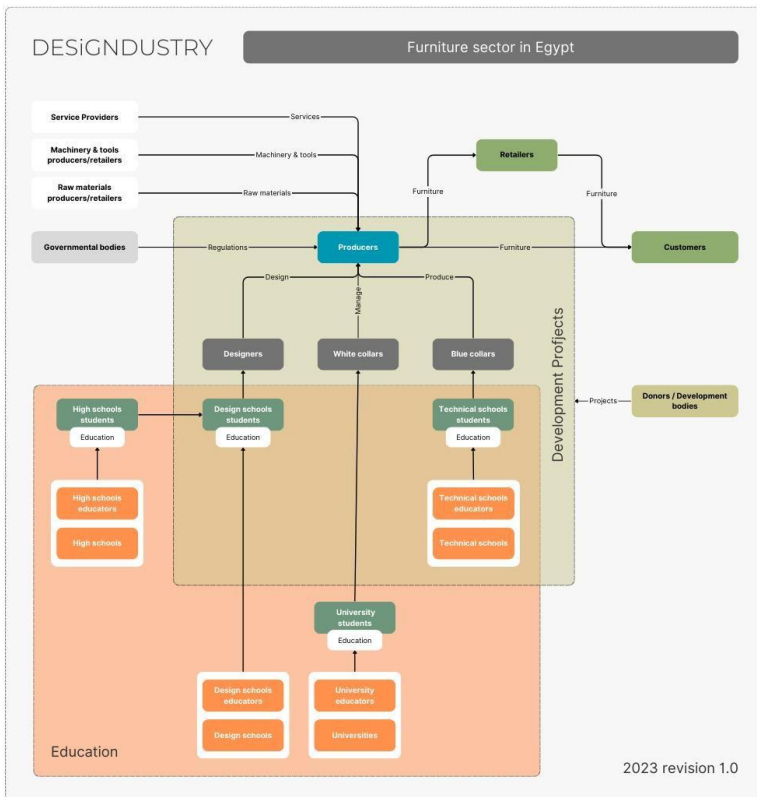 DESiGNDUSTRY
Furniture sector in Egypt
Service Providers
Services
Machinery & tools
producers/retailers
Machinery & tools
Retailers
Raw materials
producers/retailers
Raw materials
Furniture
Furniture
Governmental bodies
Regulations
Producers
Furniture
Customers
Design
Manage
Produce
Designers
White collars
Blue collars
Development Profjects
High schools
students
Education
Design schools
students
Education
Technical schools
students
Education
Projects
Donors / Development
bodies
High schools
educators
High schools
Technical schools
educators
Technical schools
University
students
Education
Design schools
educators
Design schools
University
educators
Universities
Education
2023 revision 1.0